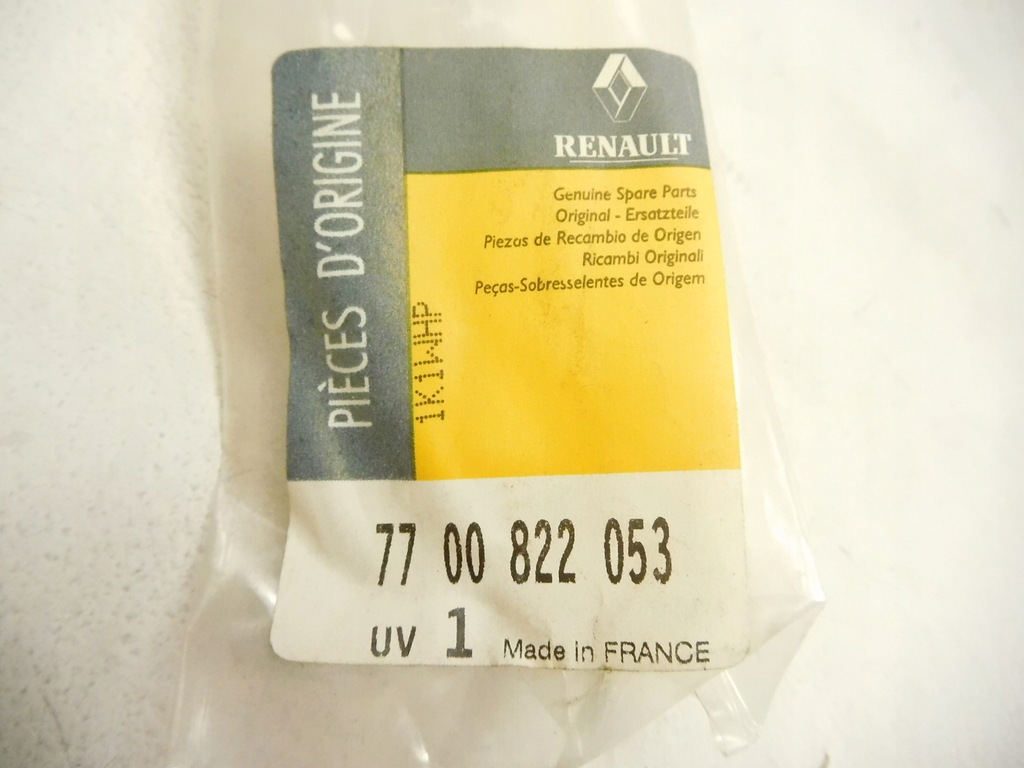 PIÈCES D'ORIGINE
RENAULT
Genuine Spare Parts
Original - Ersatzteile
Piezas de Recambio de Origen
Ricambi Originali
Peças-Sobresselentes de Origem
1K1WHP
77 00 822 053
UV 1 Made in FRANCE